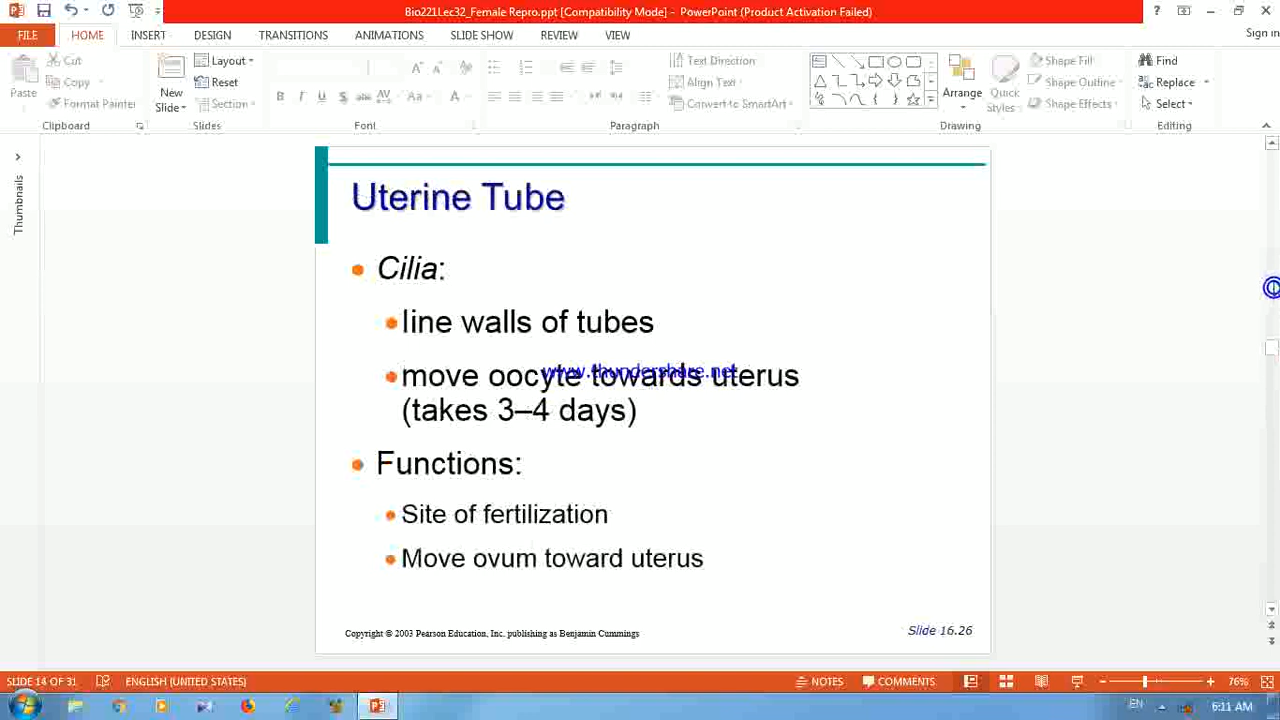 Bio221Lec32_Female Repro.ppt [Compatibility Mode] - PowerPoint (Product Activation Failed)
Sign in
FILE HOME INSERT DESIGN TRANSITIONS ANIMATIONS SLIDE SHOW REVIEW VIEW
Paste
Cut
Copy
Format Painter
Clipboard
New Slide
Layout
Reset
Section
Slides
Font
Text Direction
Align Text
Convert to SmartArt
Paragraph
Arrange
Quick Styles
Shape Fill
Shape Outline
Shape Effects
Drawing
Find
Replace
Select
Editing
Thumbnails
Uterine Tube
Cilia:
line walls of tubes
move oocyte towards uterus
(takes 3–4 days)
www.thundershare.net
Functions:
Site of fertilization
Move ovum toward uterus
Copyright © 2003 Pearson Education, Inc. publishing as Benjamin Cummings
Slide 16.26
SLIDE 14 OF 31 ENGLISH (UNITED STATES) NOTES COMMENTS 76%
EN 6:11 AM